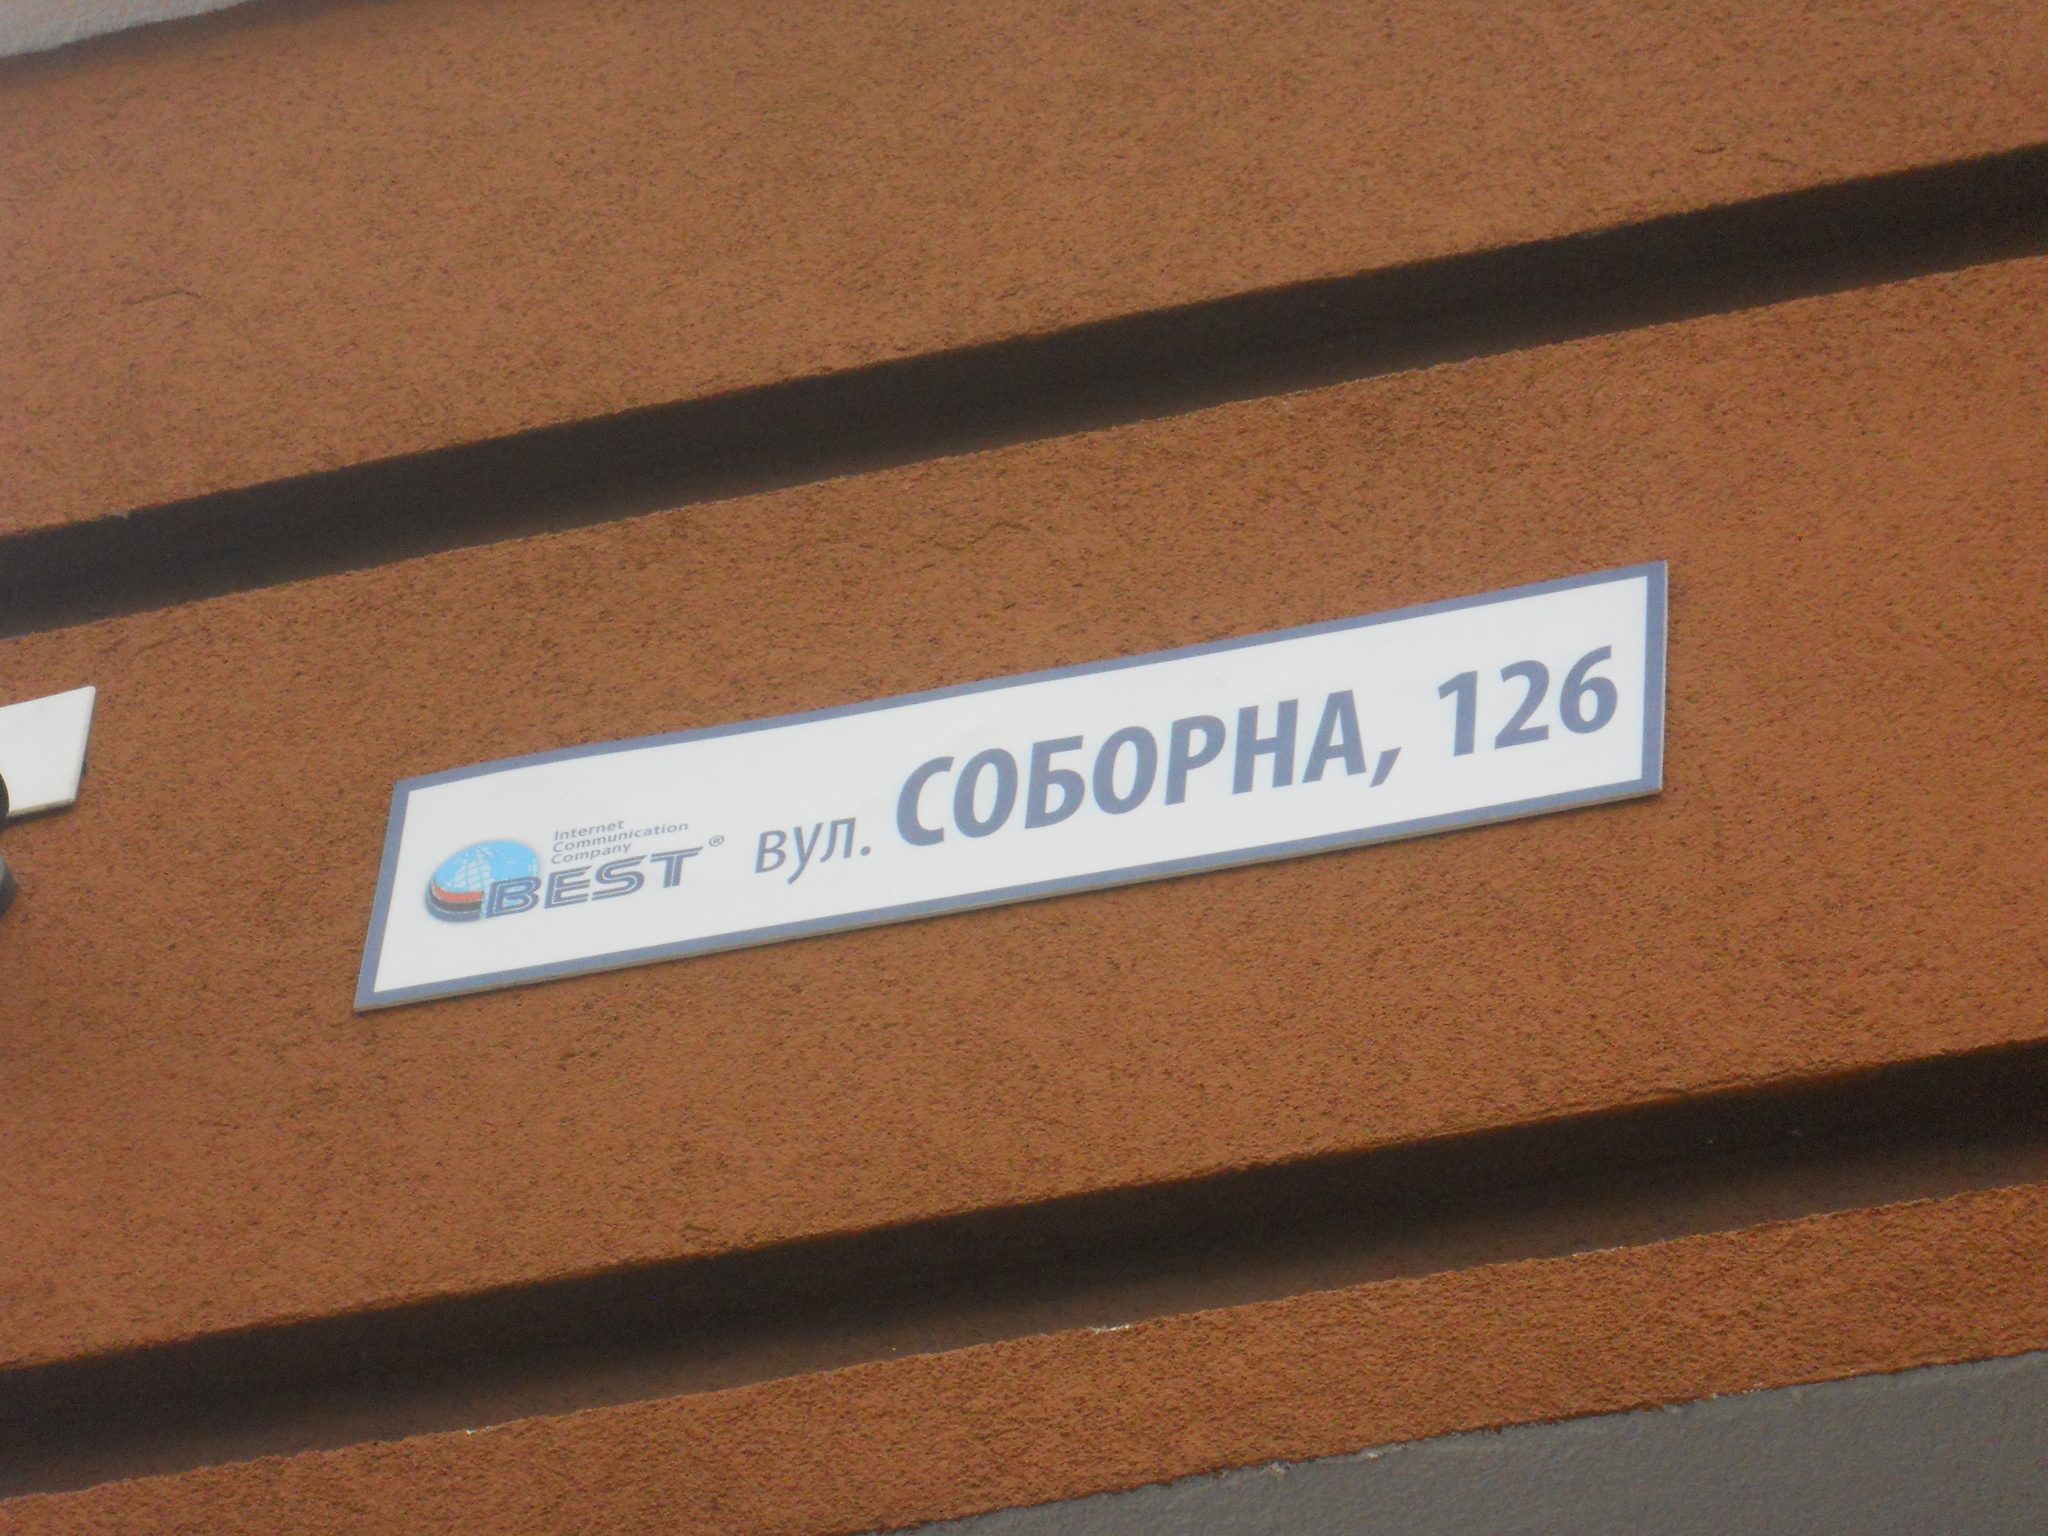 Internet
Communication
Company
BEST®
вул. СОБОРНА, 126